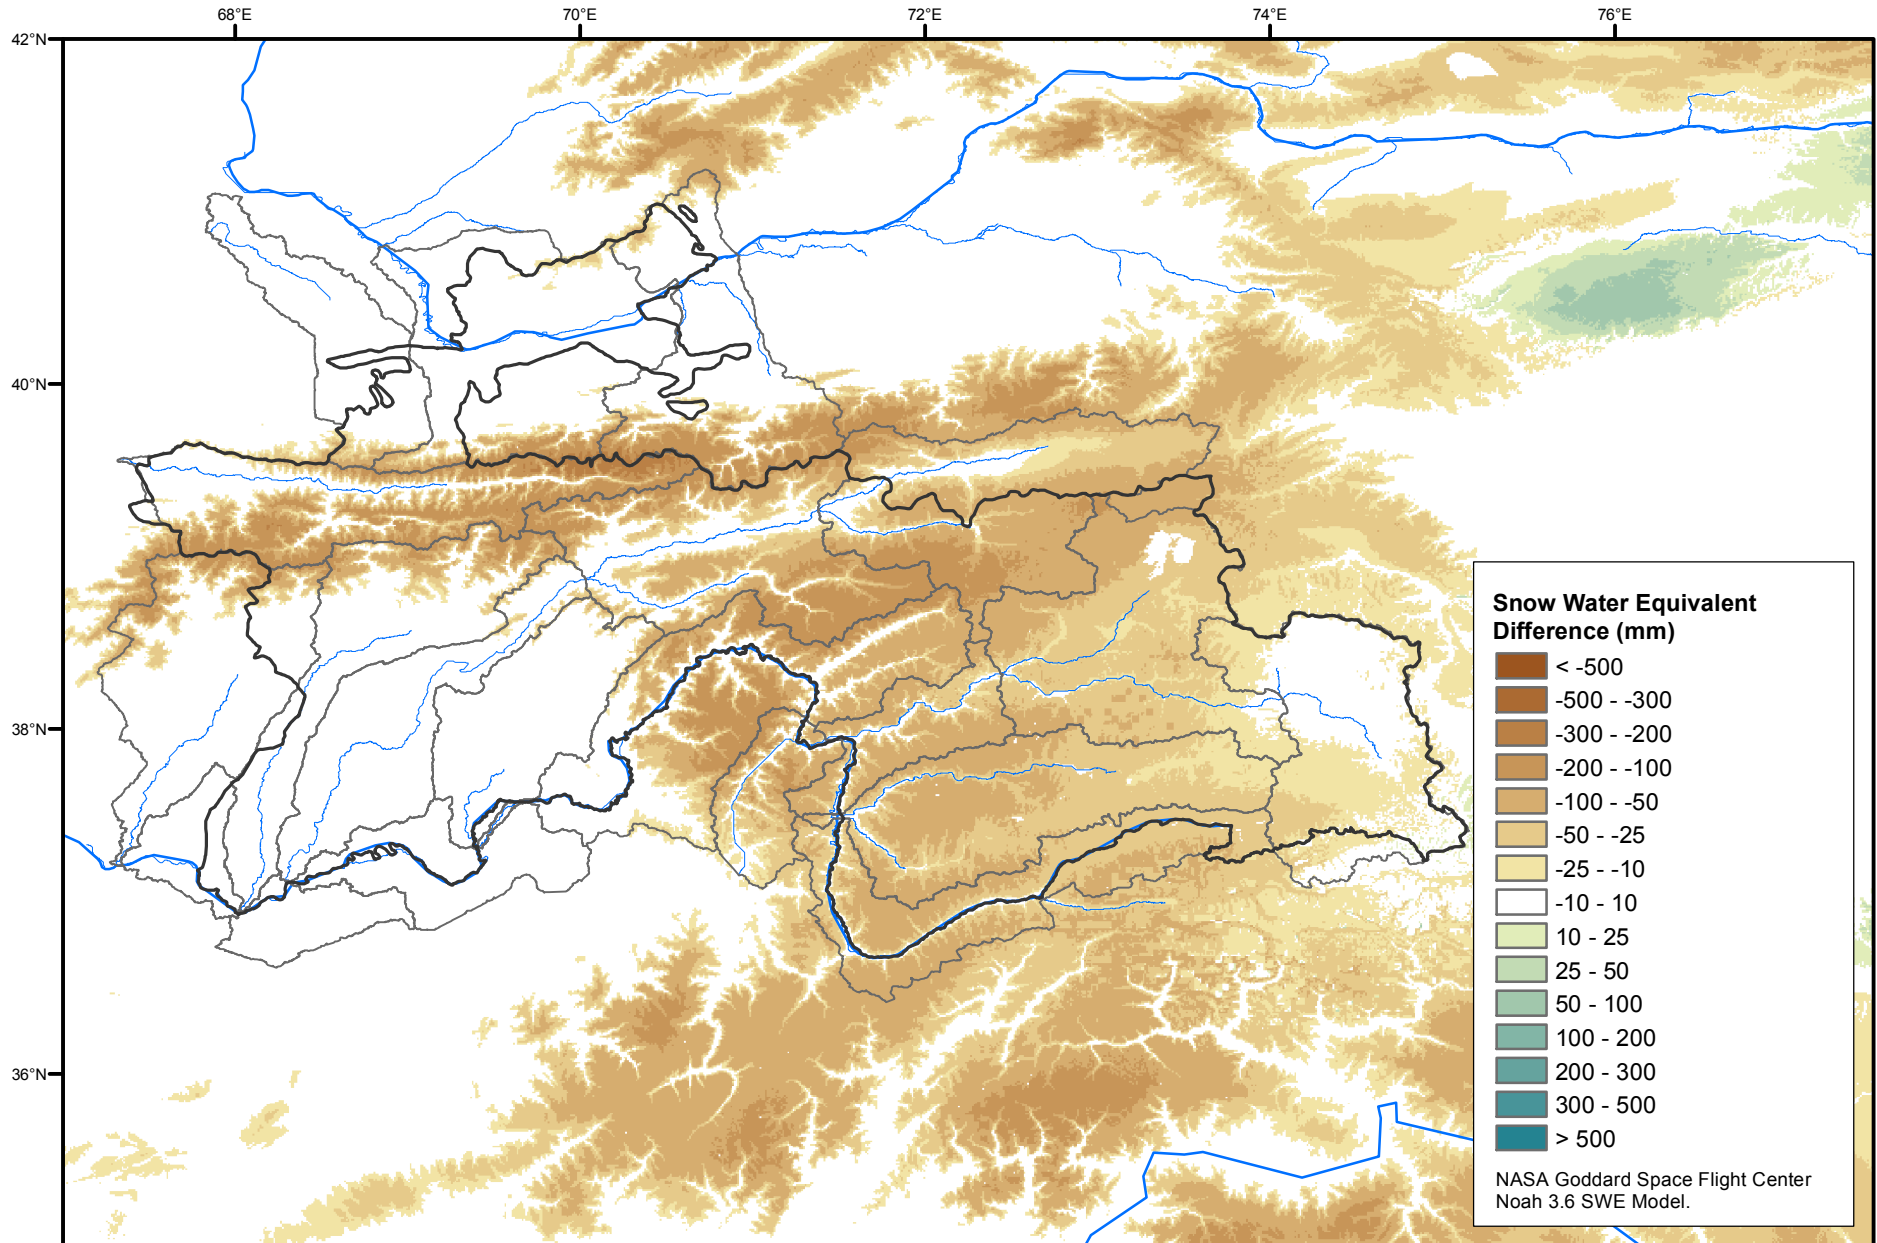 68°E
70°E
72°E
74°E
76°E
42°N
40°N
38°N
36°N
Snow Water Equivalent
Difference (mm)
< -500
-500 - -300
-300 - -200
-200 - -100
-100 - -50
-50 - -25
-25 - -10
-10 - 10
10 - 25
25 - 50
50 - 100
100 - 200
200 - 300
300 - 500
> 500
NASA Goddard Space Flight Center
Noah 3.6 SWE Model.